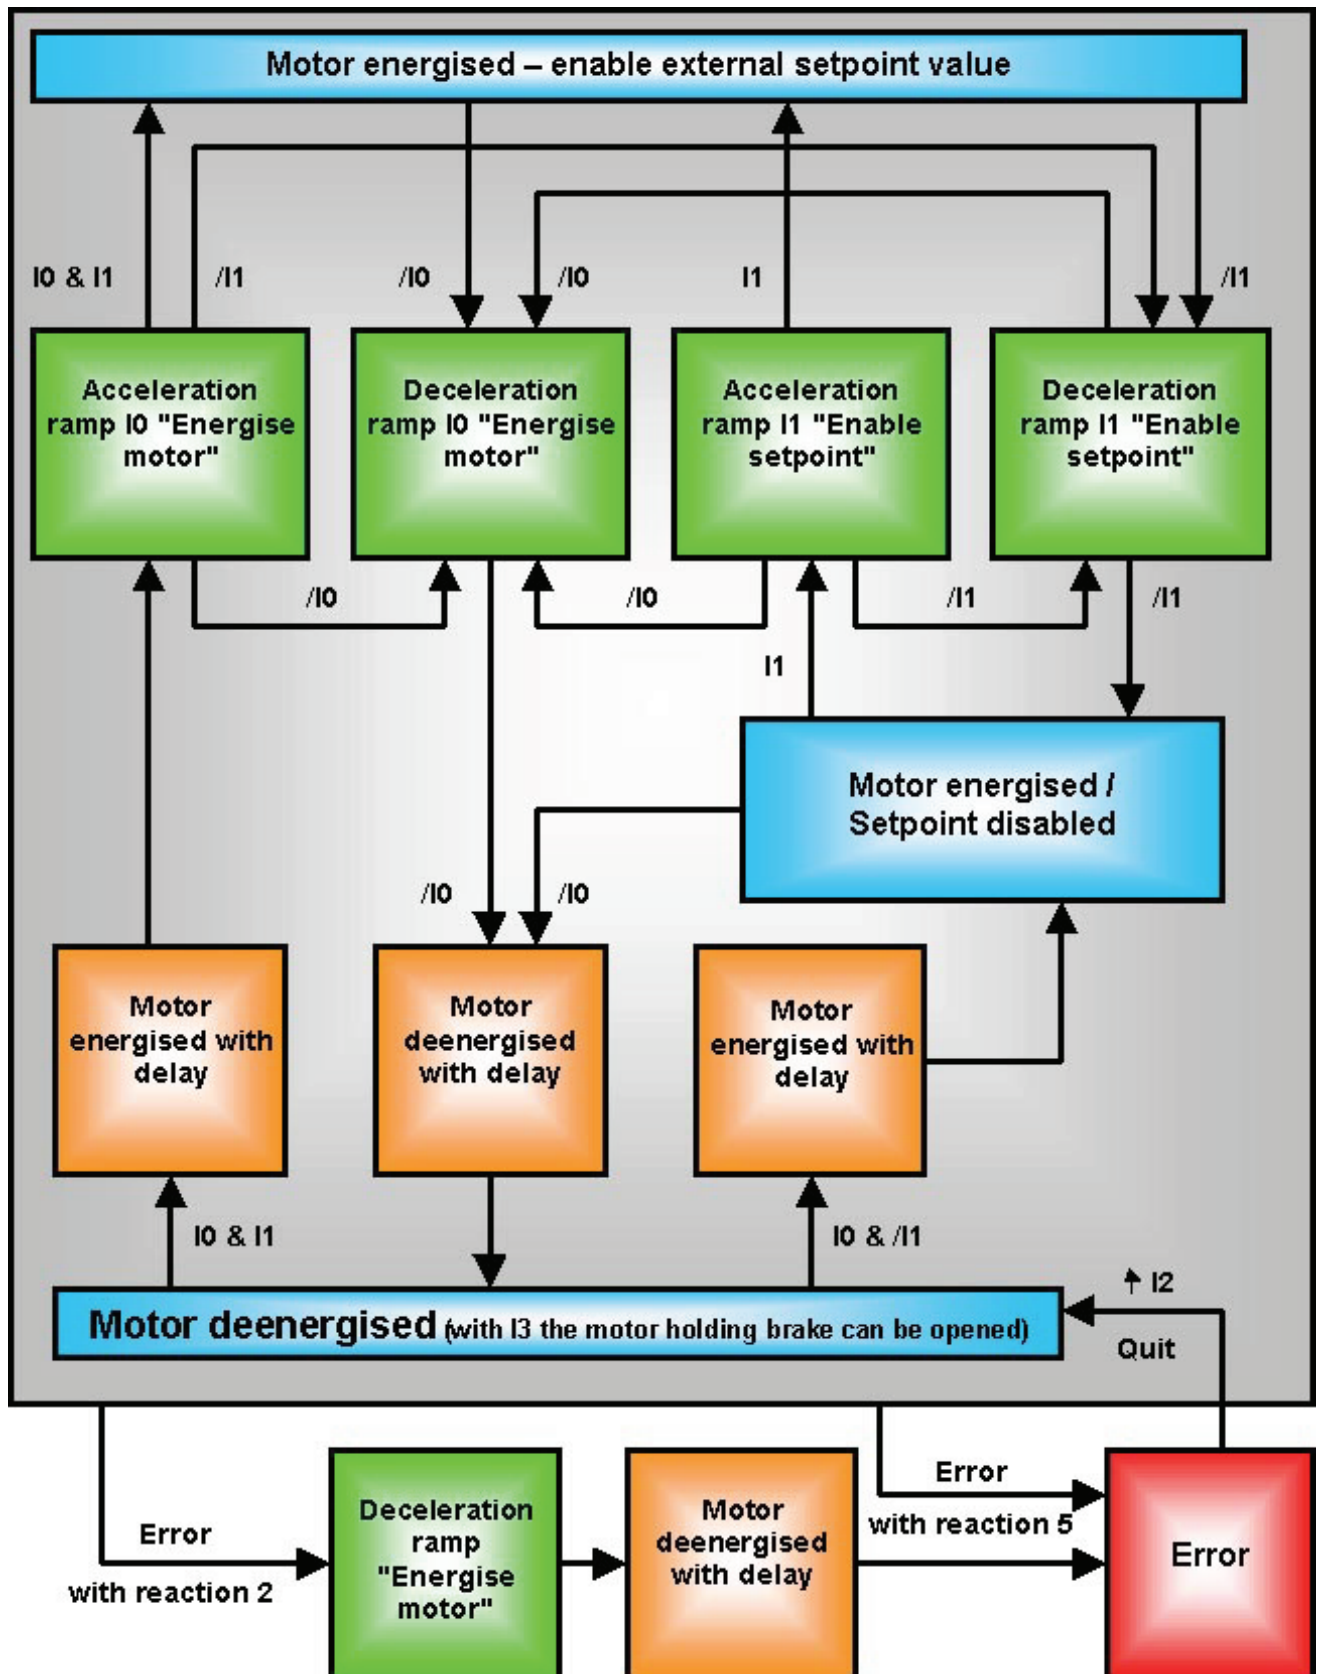 Motor energised – enable external setpoint value
I0 & I1
/I1
/I0
/I0
I1
/I1
Acceleration
ramp I0 "Energise
motor"
Deceleration
ramp I0 "Energise
motor"
Acceleration
ramp I1 "Enable
setpoint"
Deceleration
ramp I1 "Enable
setpoint"
/I0
/I0
/I1
/I1
I1
Motor energised /
Setpoint disabled
/I0
/I0
Motor
energised with
delay
Motor
deenergised
with delay
Motor
energised with
delay
I0 & I1
I0 & /I1
I2
Motor deenergised (with I3 the motor holding brake can be opened)
Quit
Error
with reaction 2
Deceleration
ramp
"Energise
motor"
Motor
deenergised
with delay
Error
with reaction 5
Error